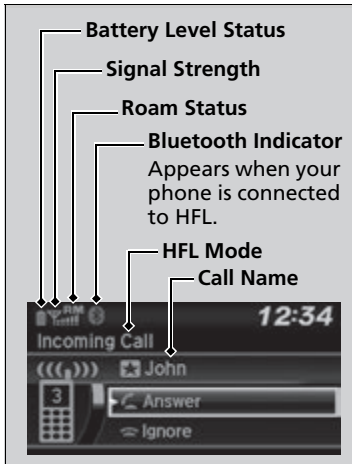 Battery Level Status
Signal Strength
Roam Status
Bluetooth Indicator
Appears when your
phone is connected
to HFL.
HFL Mode
Call Name
RM
12:34
Incoming Call
John
3
Answer
Ignore